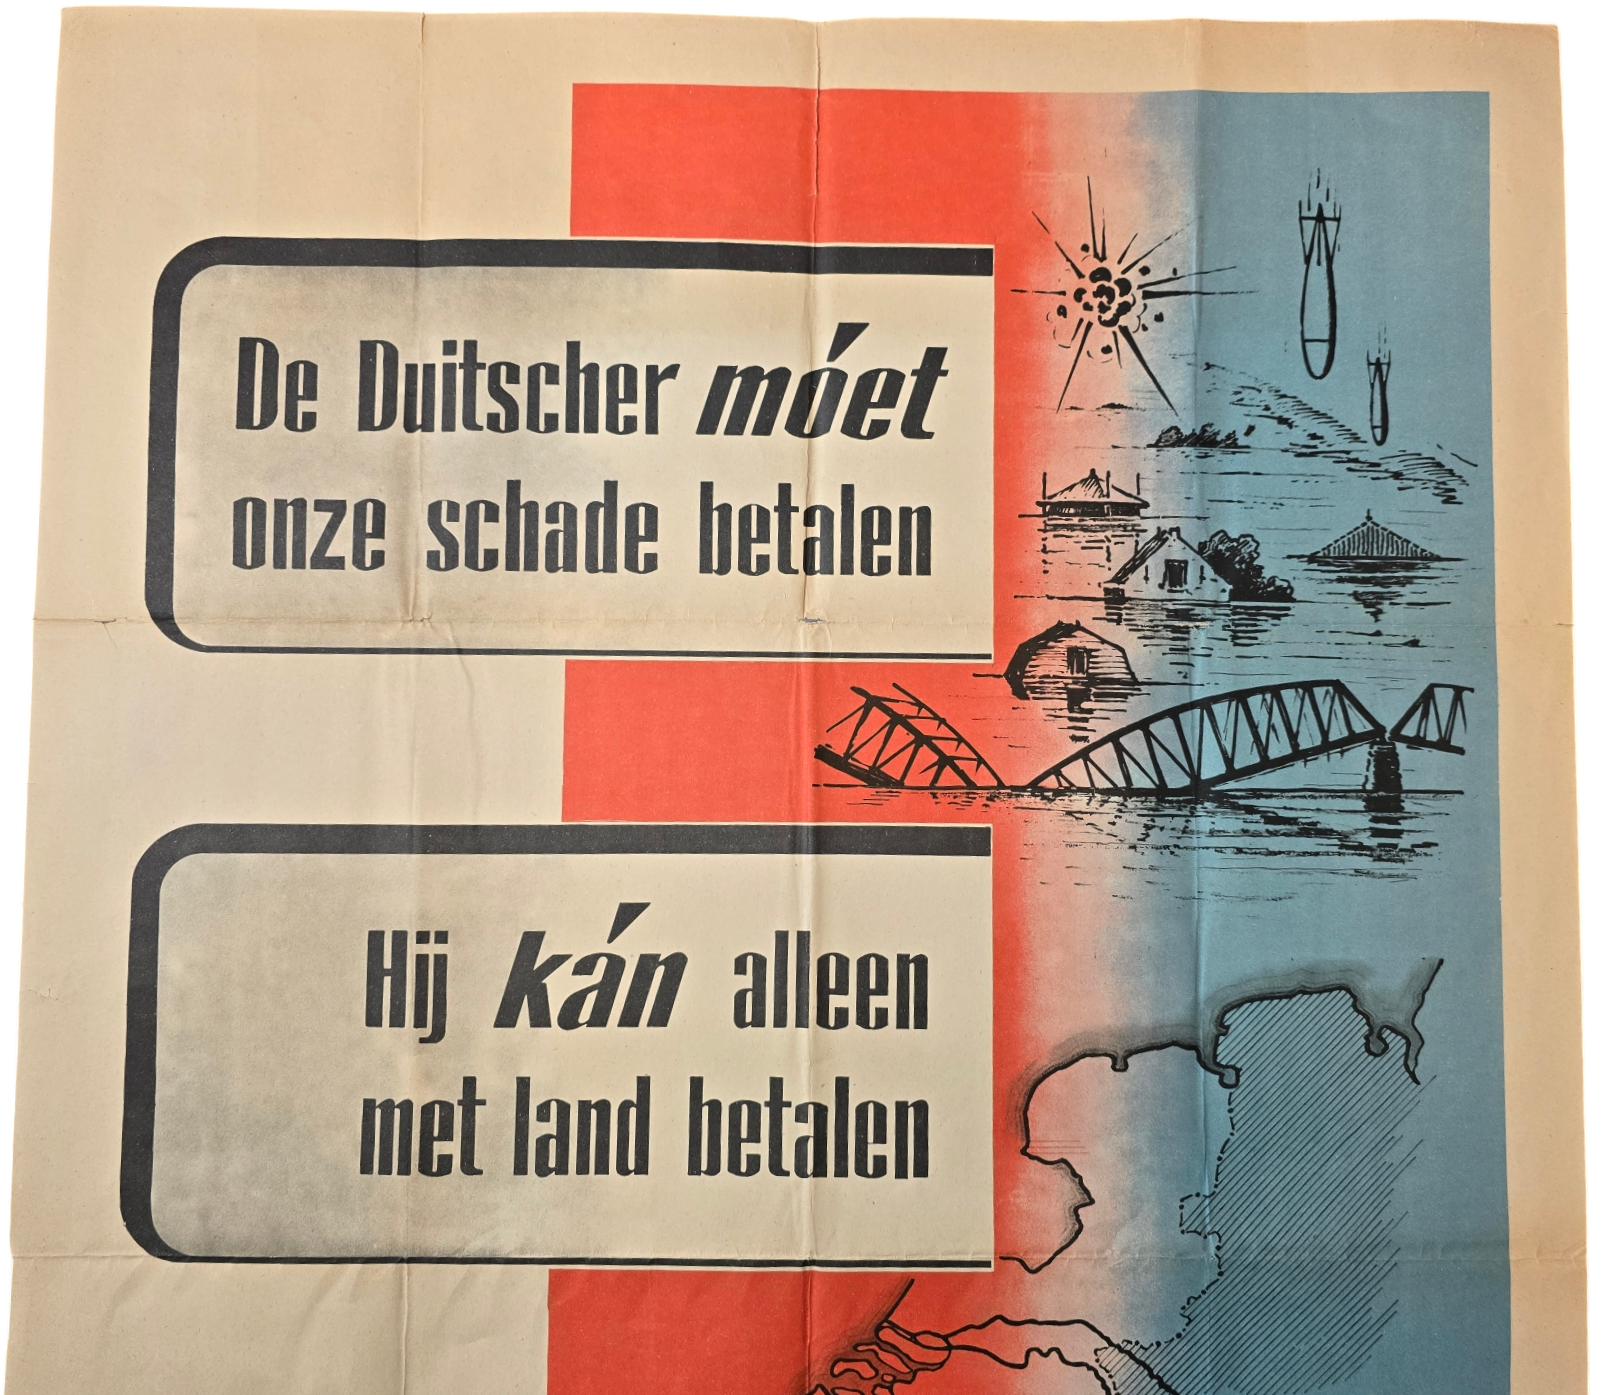 De Duitscher móet
onze schade betalen
Hij kán alleen
met land betalen